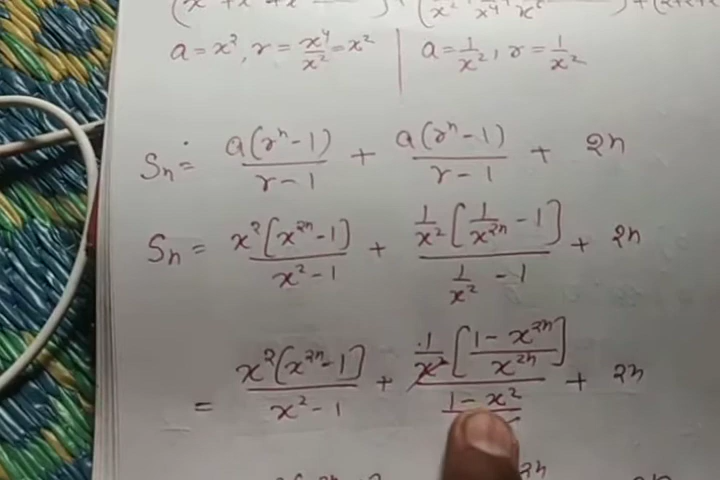 a = x², r = x⁴/x² = x² | a = 1/x², r = 1/x²
Sn = a(rⁿ - 1)/(r - 1) + a(rⁿ - 1)/(r - 1) + 2n
Sn = x²[x²ⁿ - 1]/(x² - 1) + 1/x² [1/x²ⁿ - 1]/(1/x² - 1) + 2n
= x²[x²ⁿ - 1]/(x² - 1) + 1/x² [(1 - x²ⁿ)/x²ⁿ]/(1 - x²) + 2n